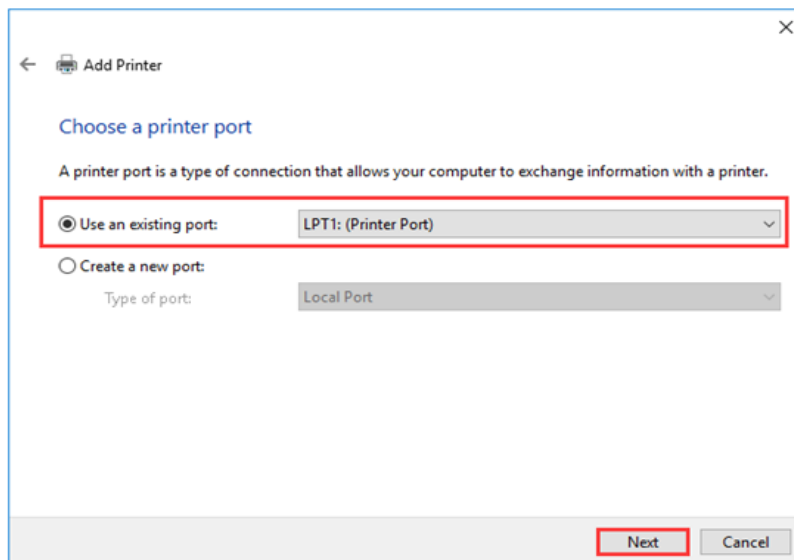 Add Printer
Choose a printer port
A printer port is a type of connection that allows your computer to exchange information with a printer.
Use an existing port: LPT1: (Printer Port)
Create a new port:
Type of port: Local Port
Next Cancel